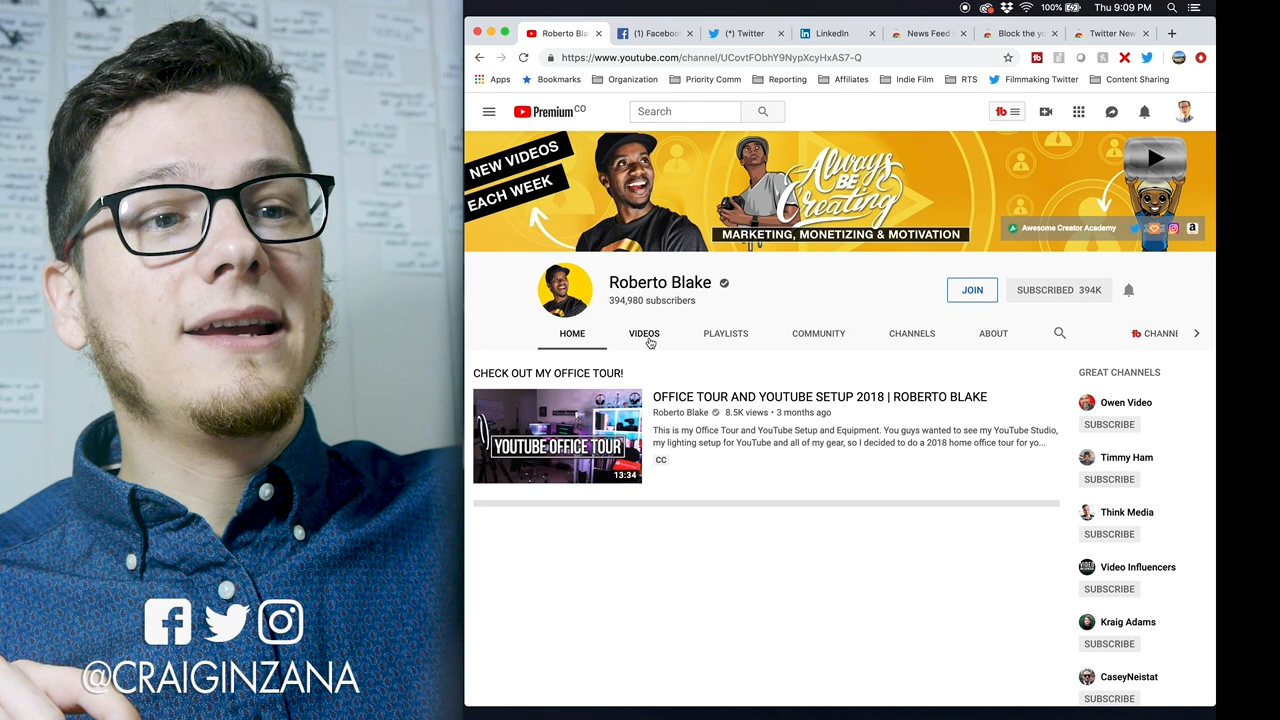 @CRAIGINZANA
100% Thu 9:09 PM
Roberto Bla
(1) Faceboo
(*) Twitter
LinkedIn
News Feed
Block the yo
Twitter New
https://www.youtube.com/channel/UCovtFObhY9NypXcyHxAS7-Q
Apps Bookmarks Organization Priority Comm Reporting Affiliates Indie Film RTS Filmmaking Twitter Content Sharing
Premium CO
Search
NEW VIDEOS
EACH WEEK
Always
BE
Creating
MARKETING, MONETIZING & MOTIVATION
Awesome Creator Academy
Roberto Blake
394,980 subscribers
JOIN
SUBSCRIBED 394K
HOME VIDEOS PLAYLISTS COMMUNITY CHANNELS ABOUT CHANNI
CHECK OUT MY OFFICE TOUR!
YOUTUBE OFFICE TOUR
13:34
OFFICE TOUR AND YOUTUBE SETUP 2018 | ROBERTO BLAKE
Roberto Blake 8.5K views • 3 months ago
This is my Office Tour and YouTube Setup and Equipment. You guys wanted to see my YouTube Studio,
my lighting setup for YouTube and all of my gear, so I decided to do a 2018 home office tour for yo...
CC
GREAT CHANNELS
Owen Video
SUBSCRIBE
Timmy Ham
SUBSCRIBE
Think Media
SUBSCRIBE
Video Influencers
SUBSCRIBE
Kraig Adams
SUBSCRIBE
CaseyNeistat
SUBSCRIBE